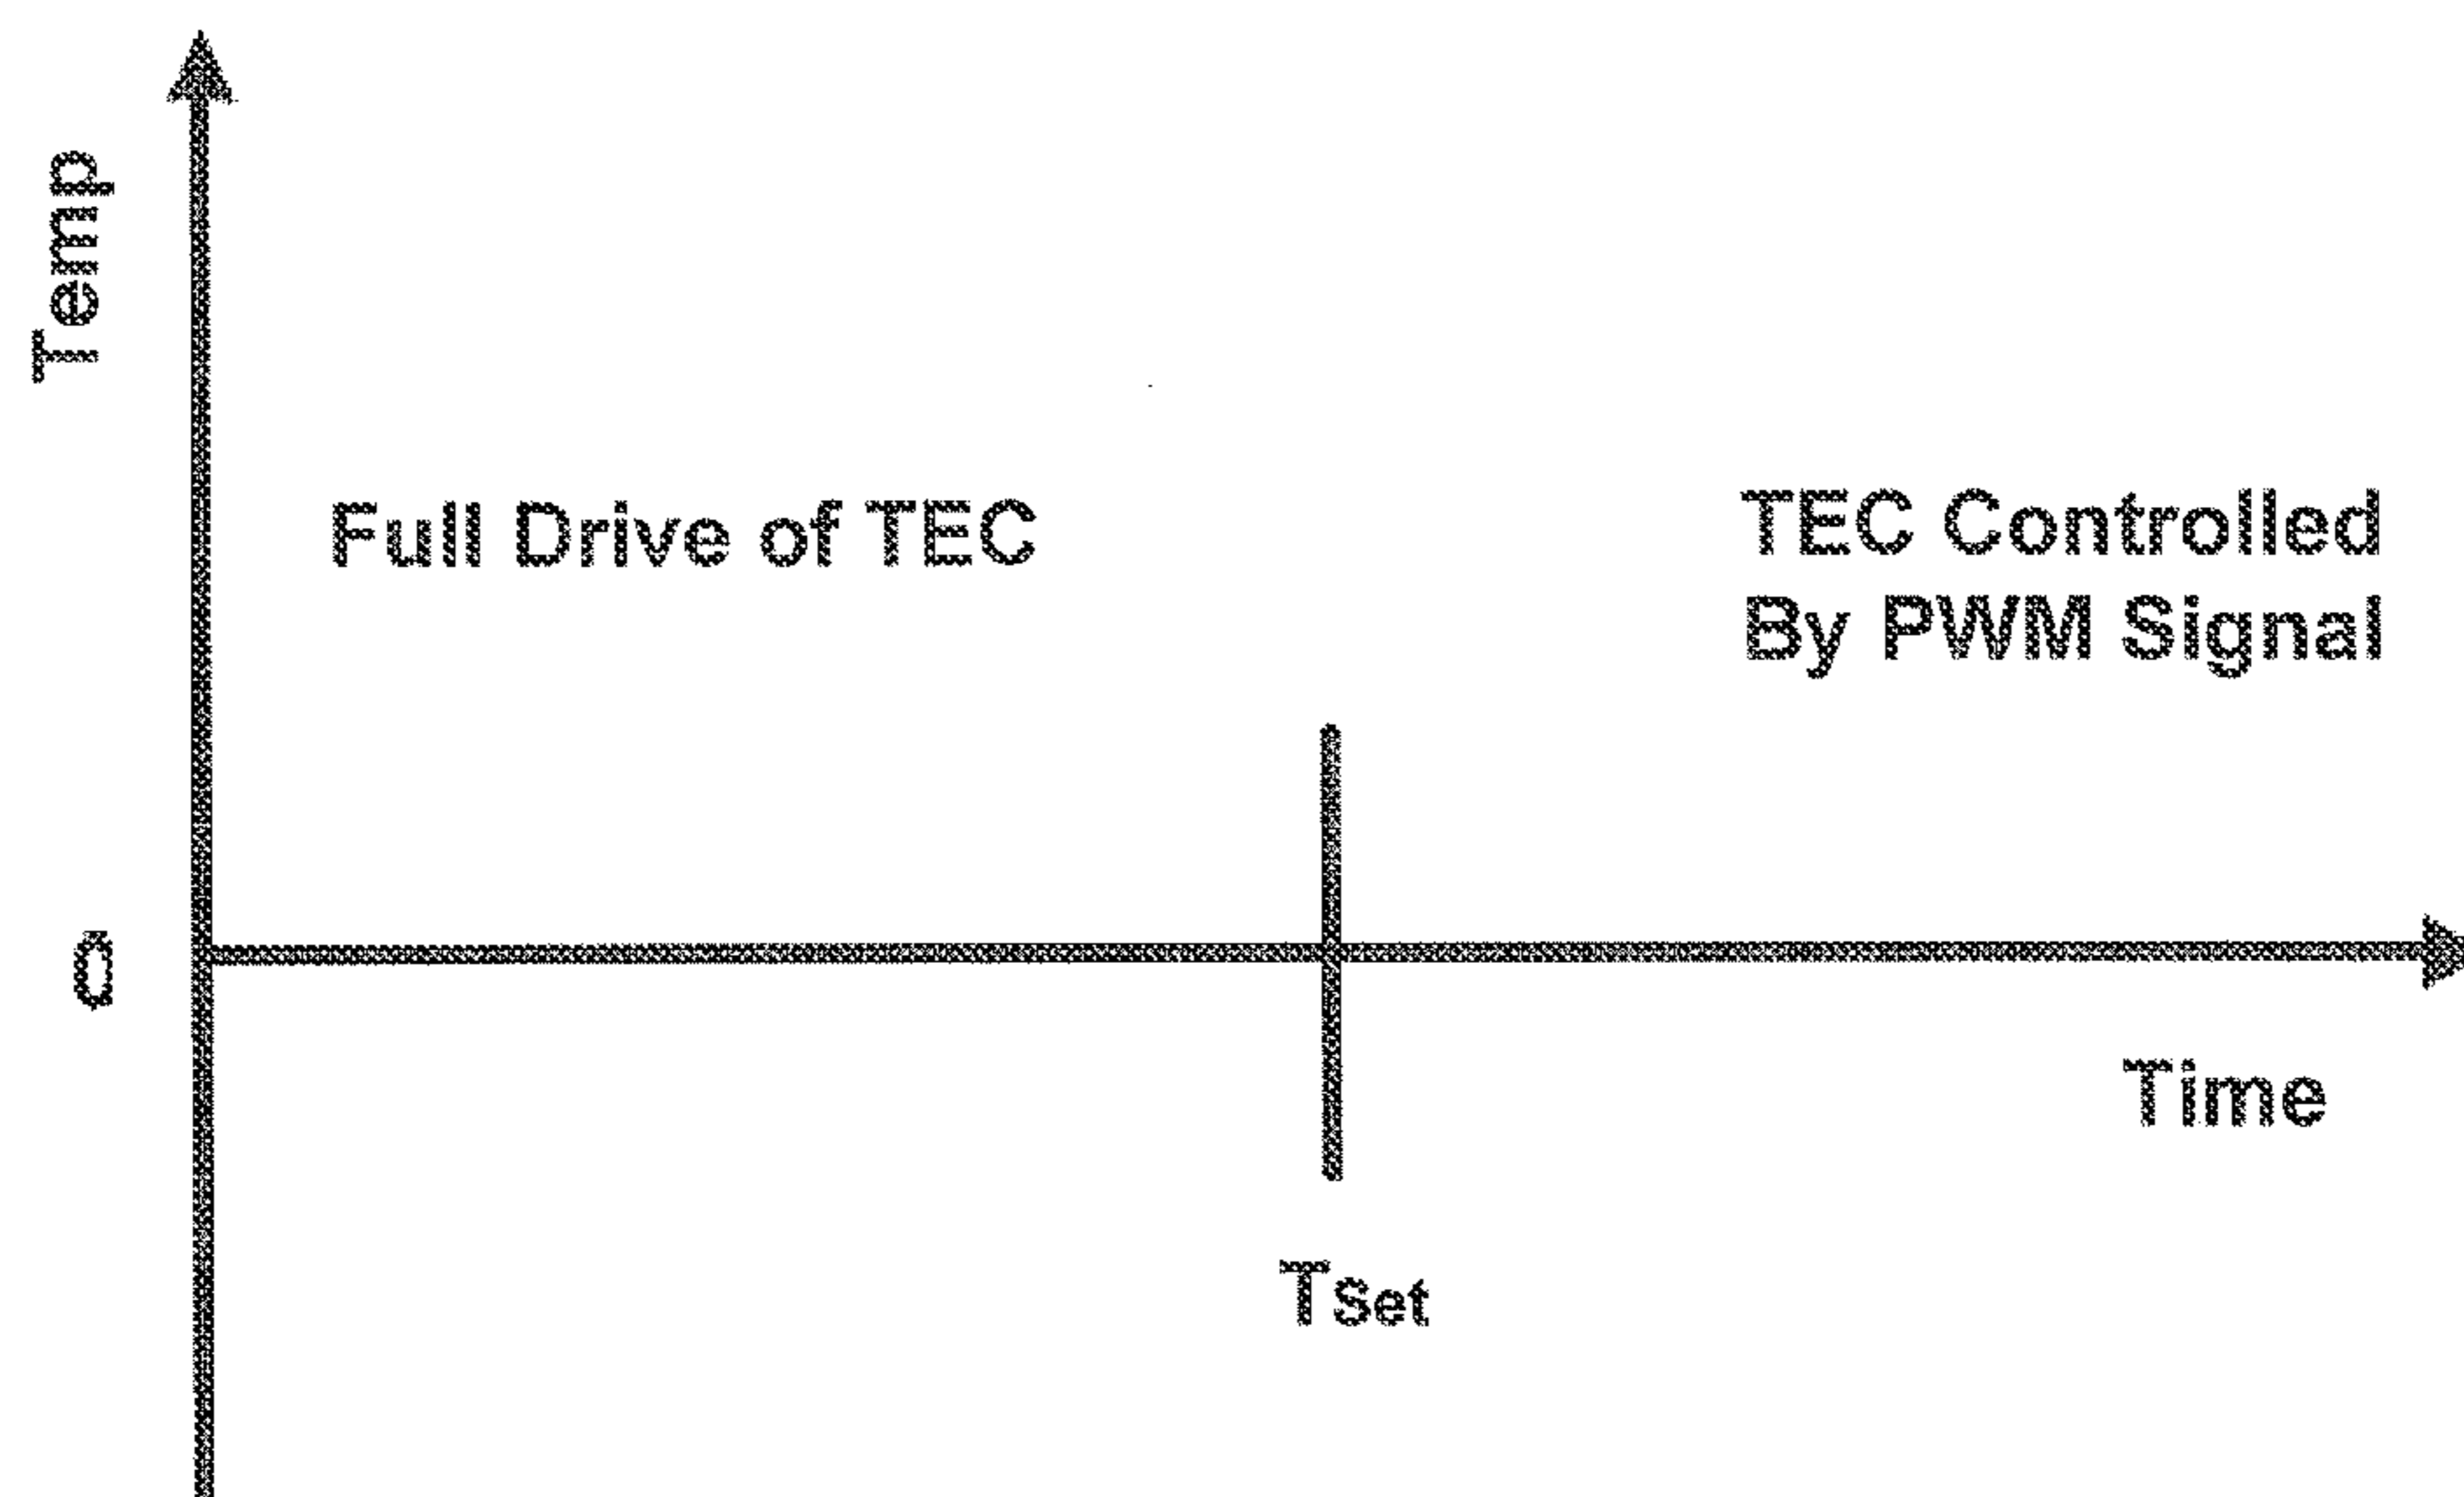 Temp
Full Drive of TEC
TEC Controlled
By PWM Signal
0
Time
TSet